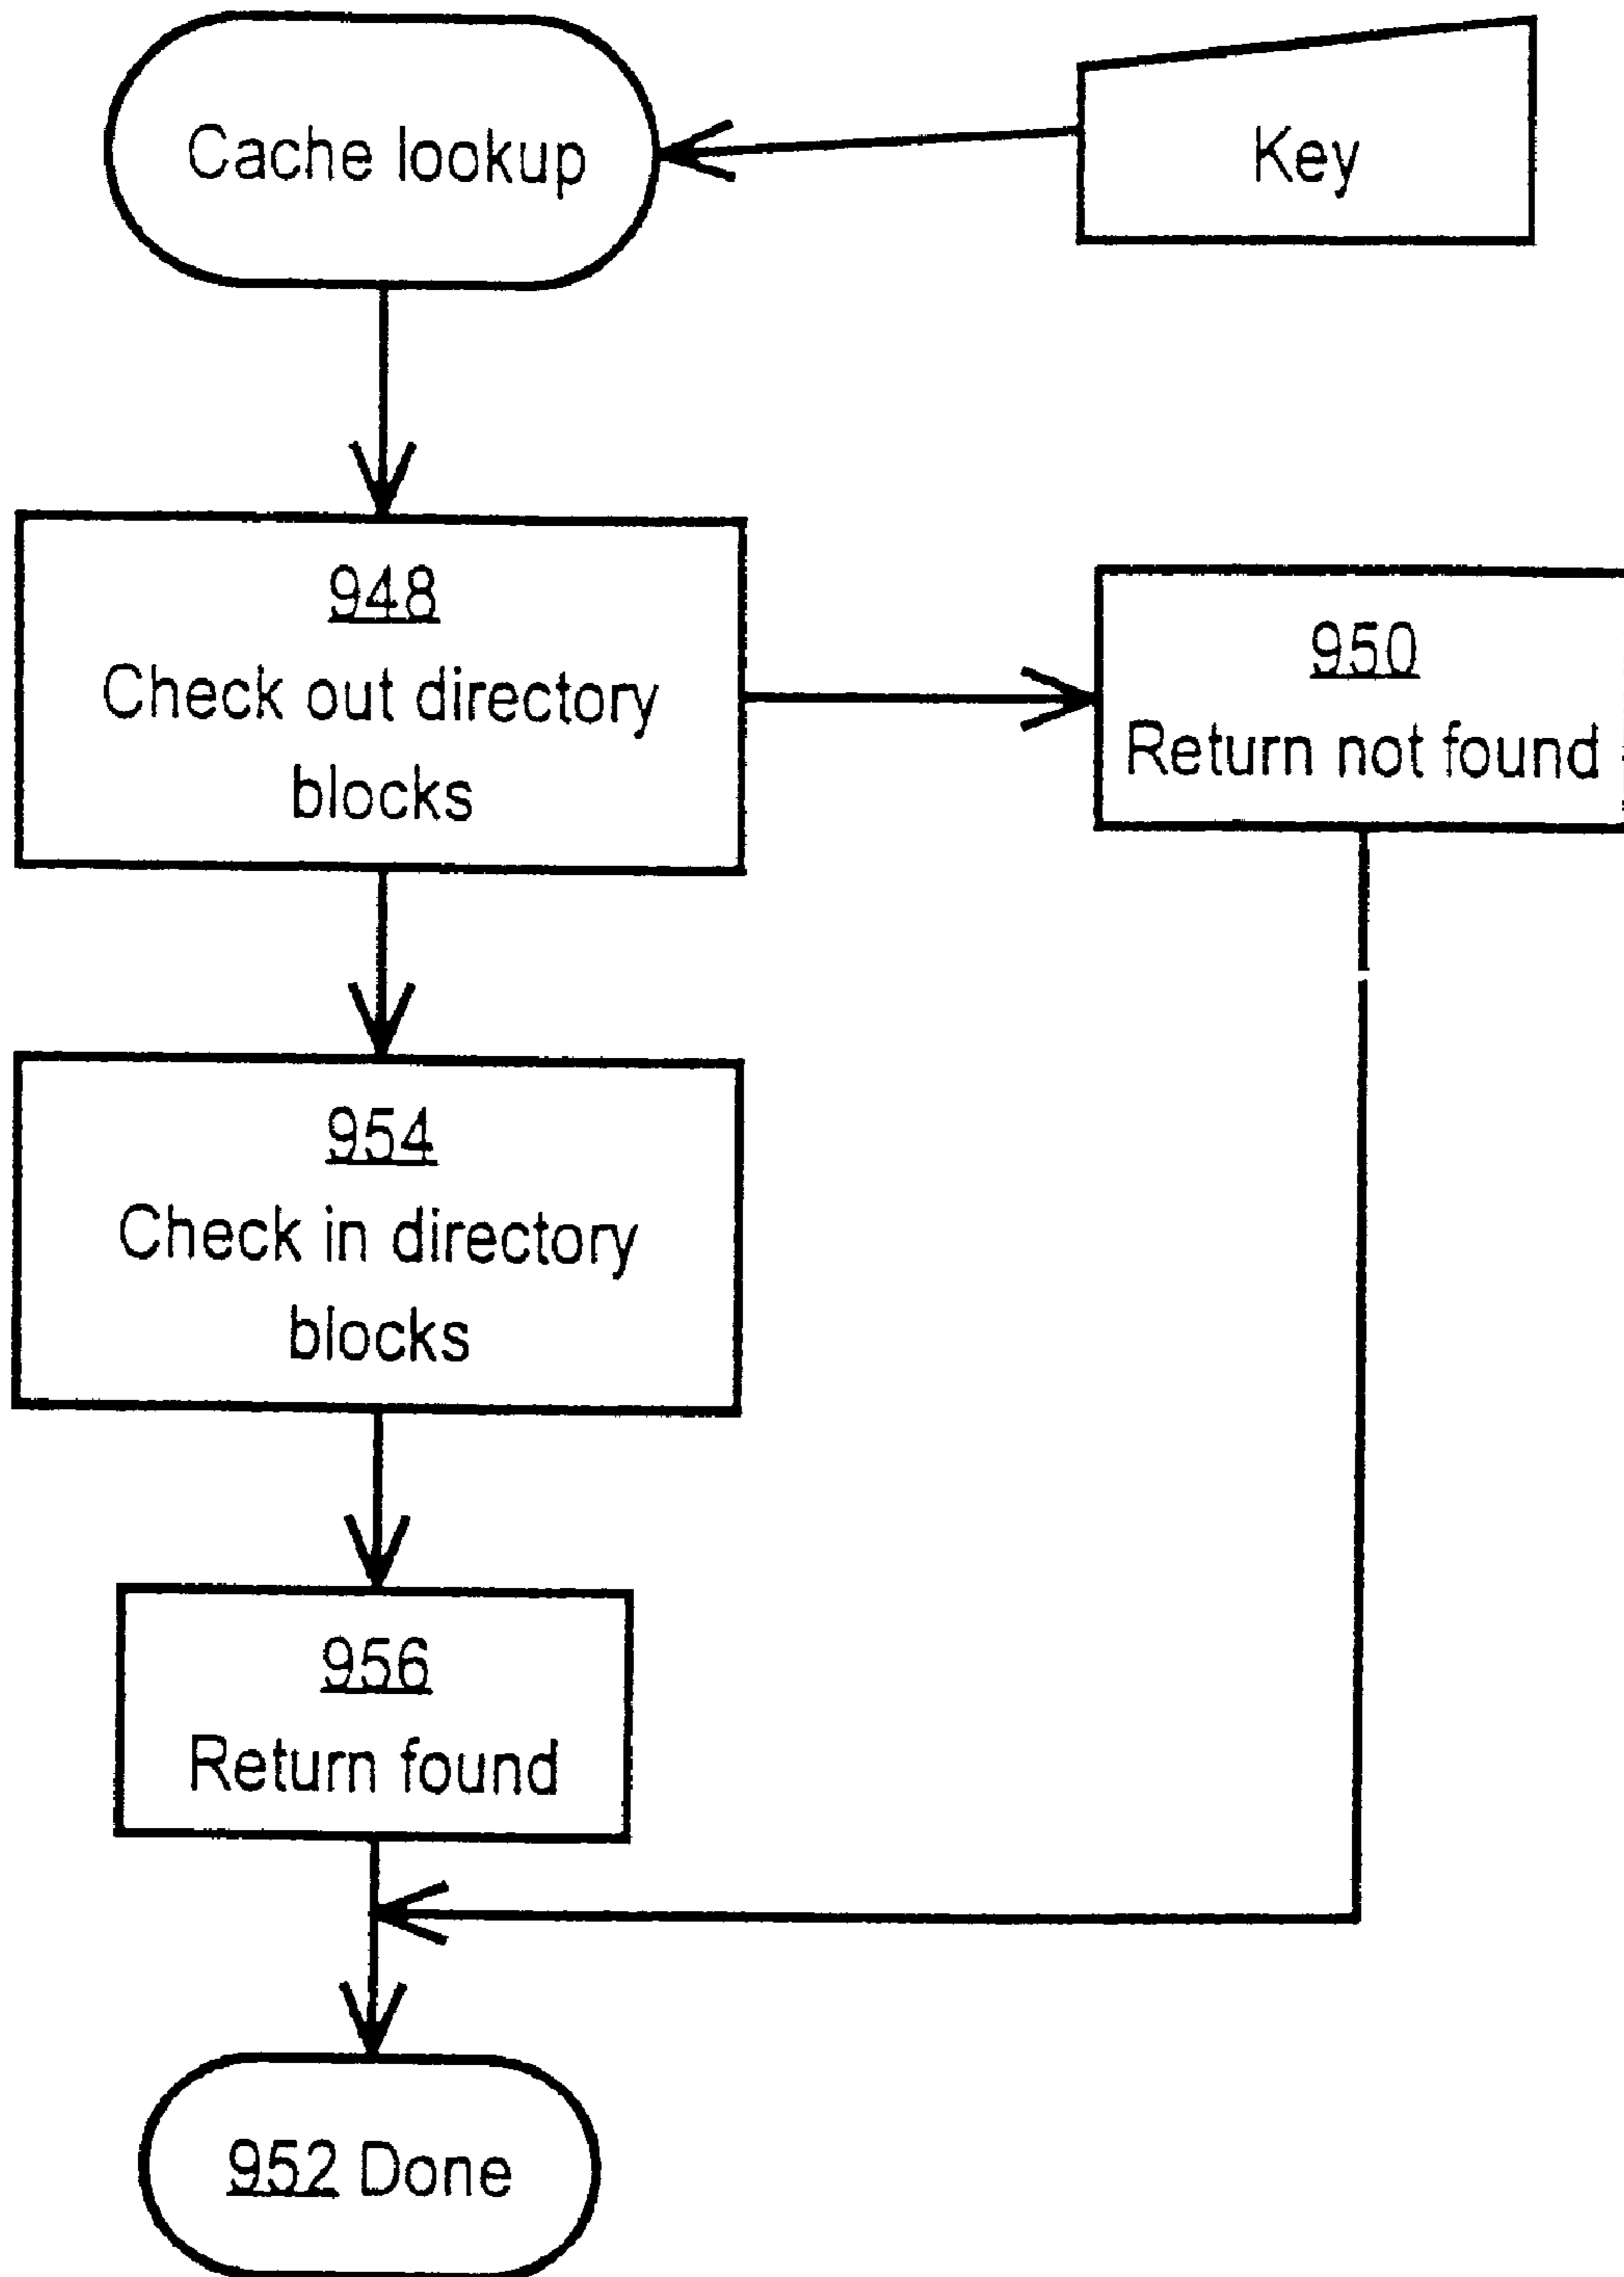 Cache lookup
Key
948
Check out directory
blocks
950
Return not found
954
Check in directory
blocks
956
Return found
952 Done